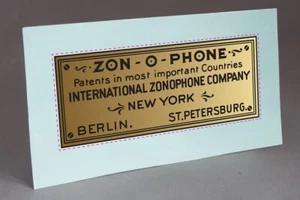 ZON-O-PHONE
Patents in most important Countries
INTERNATIONAL ZONOPHONE COMPANY
NEW YORK
BERLIN. ST.PETERSBURG.